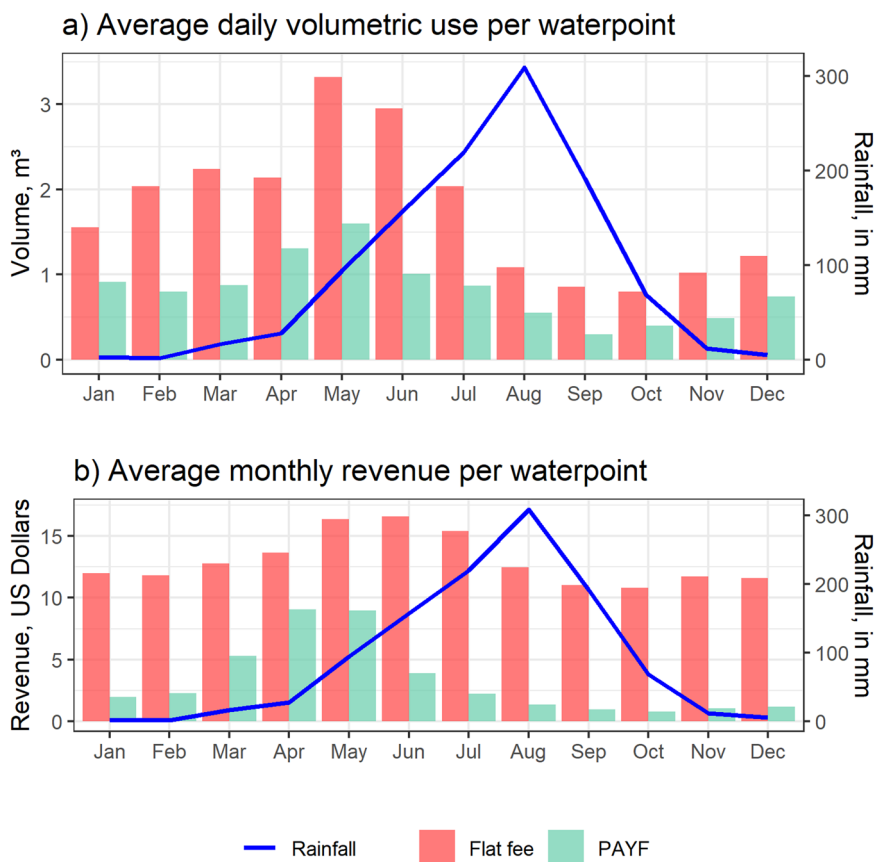 a) Average daily volumetric use per waterpoint
Volume, m³
3
2
1
0
300
200
100
0
Rainfall, in mm
Jan Feb Mar Apr May Jun Jul Aug Sep Oct Nov Dec
b) Average monthly revenue per waterpoint
Revenue, US Dollars
15
10
5
0
300
200
100
0
Rainfall, in mm
Jan Feb Mar Apr May Jun Jul Aug Sep Oct Nov Dec
Rainfall Flat fee PAYF